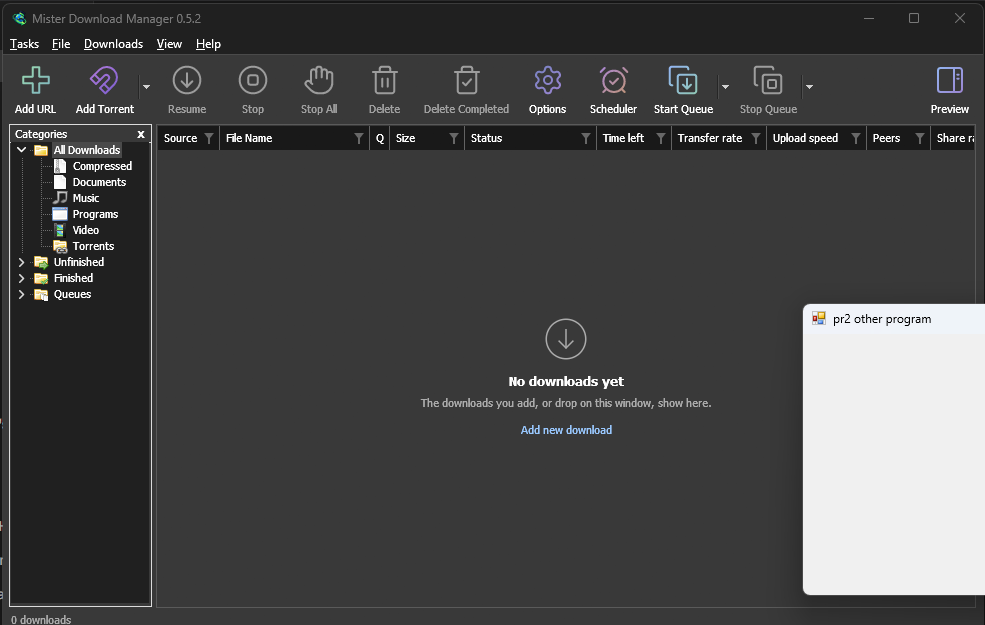 Mister Download Manager 0.5.2
Tasks File Downloads View Help
Add URL Add Torrent Resume Stop Stop All Delete Delete Completed Options Scheduler Start Queue Stop Queue Preview
Categories x
Source File Name Q Size Status Time left Transfer rate Upload speed Peers Share ra
All Downloads
Compressed
Documents
Music
Programs
Video
Torrents
Unfinished
Finished
Queues
pr2 other program
No downloads yet
The downloads you add, or drop on this window, show here.
Add new download
0 downloads